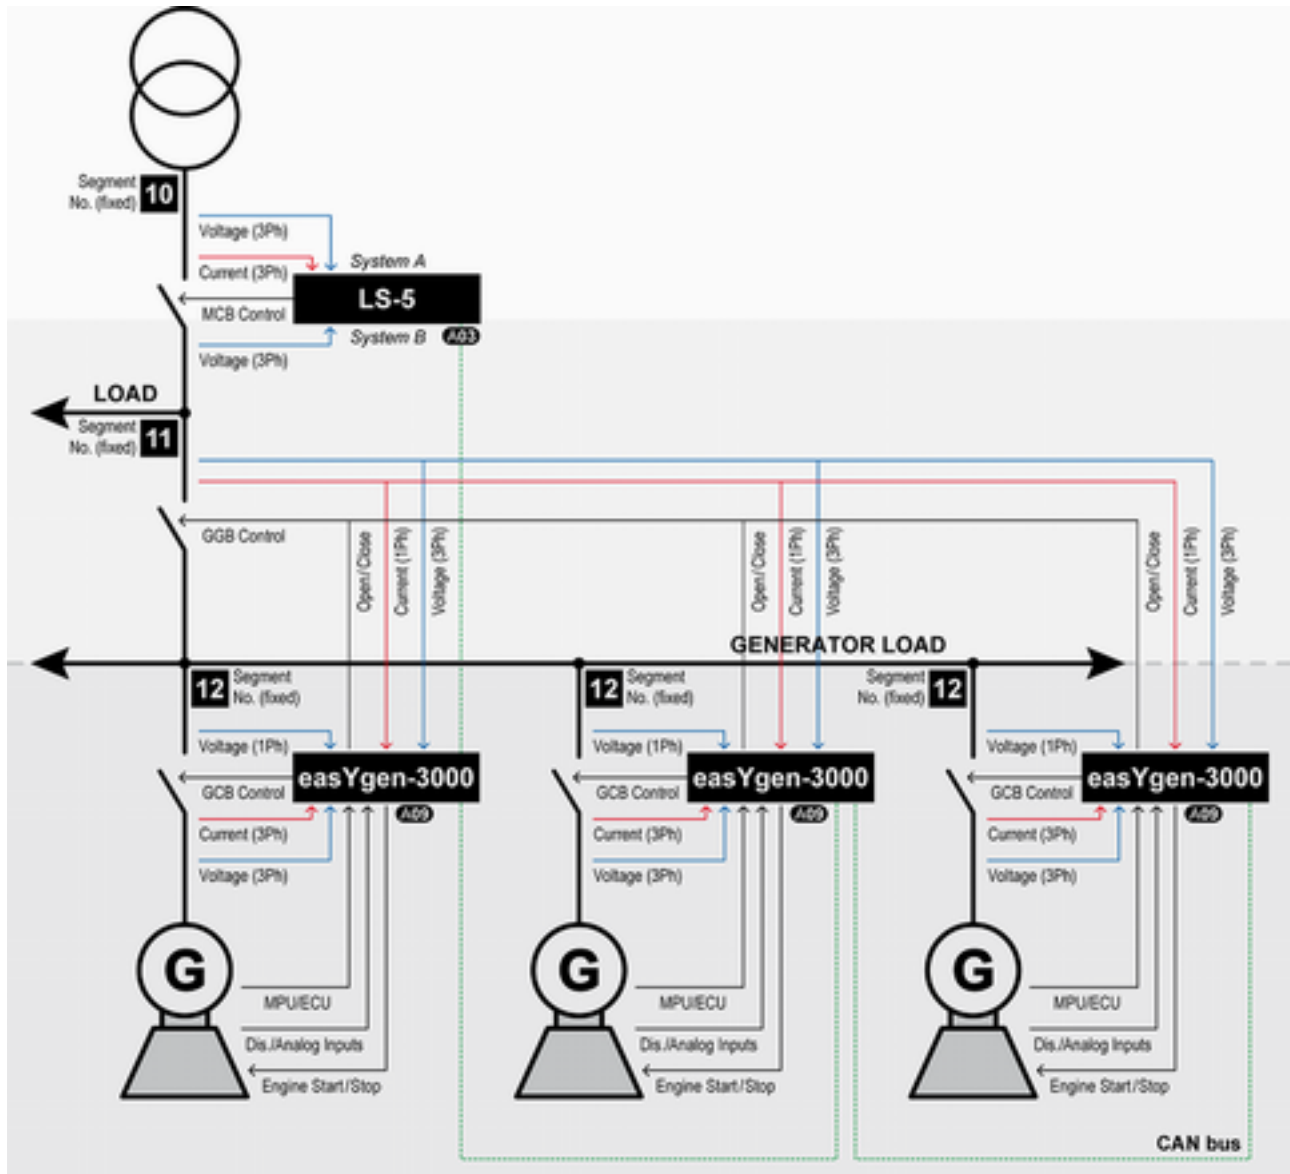 Segment
No. (fixed)
10
Voltage (3Ph)
Current (3Ph)
System A
LS-5
MCB Control
System B
A03
Voltage (3Ph)
LOAD
Segment
No. (fixed)
11
GGB Control
Open/Close
Current (1Ph)
Voltage (3Ph)
Open/Close
Current (1Ph)
Voltage (3Ph)
Open/Close
Current (1Ph)
Voltage (3Ph)
GENERATOR LOAD
12
Segment
No. (fixed)
12
Segment
No. (fixed)
Segment
No. (fixed)
12
Voltage (1Ph)
easYgen-3000
GCB Control
A09
Current (3Ph)
Voltage (3Ph)
Voltage (1Ph)
easYgen-3000
GCB Control
A09
Current (3Ph)
Voltage (3Ph)
Voltage (1Ph)
easYgen-3000
GCB Control
A09
Current (3Ph)
Voltage (3Ph)
G
MPU/ECU
Dis./Analog Inputs
Engine Start/Stop
G
MPU/ECU
Dis./Analog Inputs
Engine Start/Stop
G
MPU/ECU
Dis./Analog Inputs
Engine Start/Stop
CAN bus